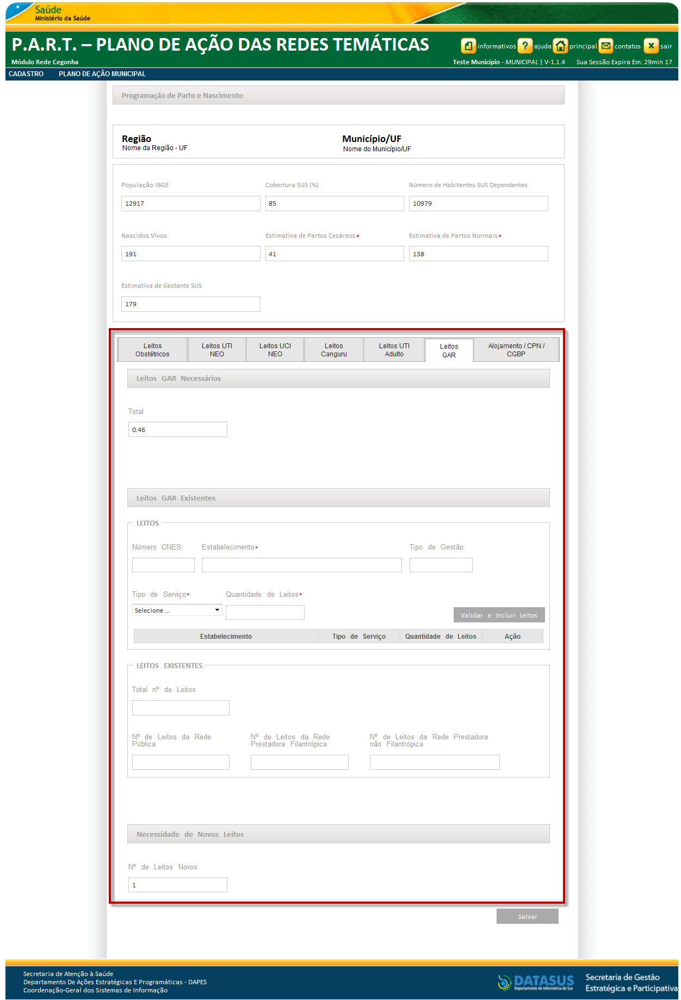 Saúde
Ministério da Saúde
P.A.R.T. – PLANO DE AÇÃO DAS REDES TEMÁTICAS
informativos ? ajuda principal contatos sair
Módulo Rede Cegonha
Teste Município - MUNICIPAL | V-1.1.4 Sua Sessão Expira Em: 29min 17
CADASTRO PLANO DE AÇÃO MUNICIPAL
Programação de Parto e Nascimento
Região Município/UF
Nome da Região - UF Nome do Município/UF
População IBGE Cobertura SUS (%) Número de Habitantes SUS Dependentes
12917 85 10979
Nascidos Vivos Estimativa de Partos Cesáreos* Estimativa de Partos Normais*
191 41 138
Estimativa de Gestante SUS
179
Leitos Obstétricos
Leitos UTI NEO
Leitos UCI NEO
Leitos Canguru
Leitos UTI Adulto
Leitos GAR
Alojamento / CPN / CGBP
Leitos GAR Necessários
Total
0.46
Leitos GAR Existentes
LEITOS
Número CNES Estabelecimento* Tipo de Gestão
Tipo de Serviço* Quantidade de Leitos*
Selecione ...
Validar e Incluir Leitos
Estabelecimento Tipo de Serviço Quantidade de Leitos Ação
LEITOS EXISTENTES
Total nº de Leitos
Nº de Leitos da Rede Pública
Nº de Leitos da Rede Prestadora Filantrópica
Nº de Leitos da Rede Prestadora não Filantrópica
Necessidade de Novos Leitos
Nº de Leitos Novos
1
Salvar
Secretaria de Atenção à Saúde
Departamento De Ações Estratégicas E Programáticas - DAPES
Coordenação-Geral dos Sistemas de Informação
DATASUS
Departamento de Informática do Sus
Secretaria de Gestão
Estratégica e Participativa